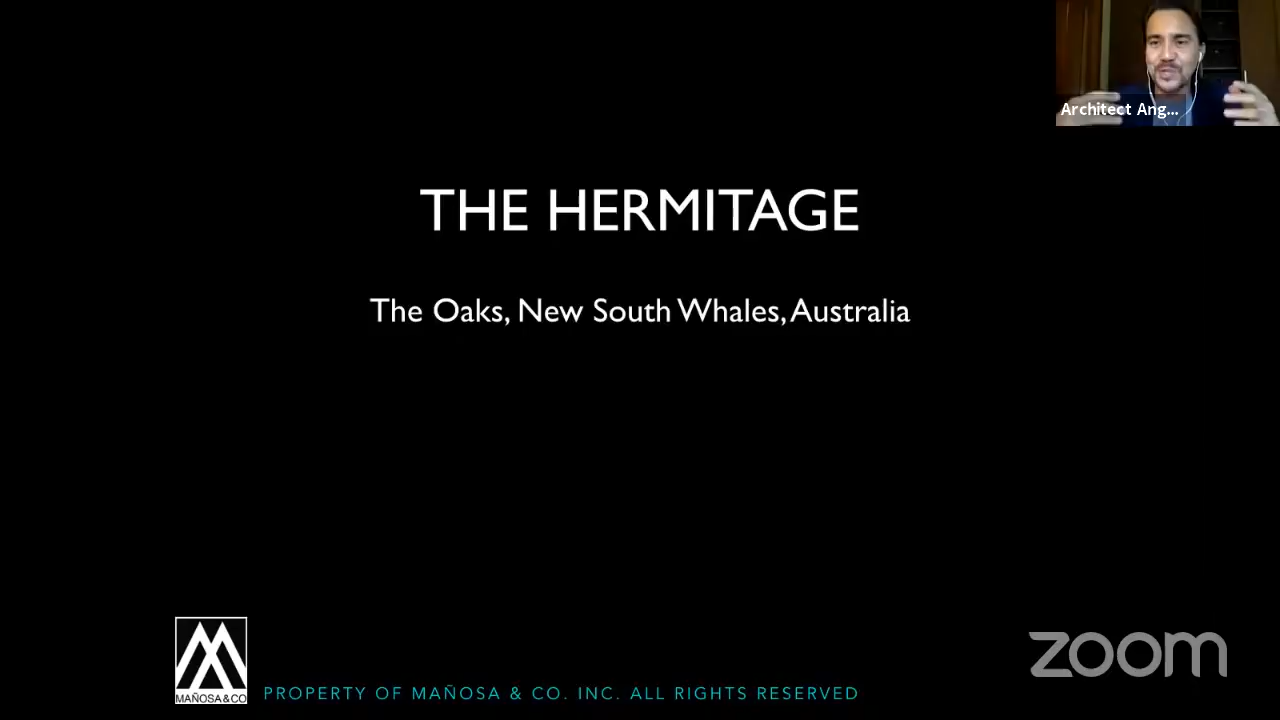 Architect Ang...
THE HERMITAGE
The Oaks, New South Whales, Australia
MAÑOSA & CO
PROPERTY OF MAÑOSA & CO. INC. ALL RIGHTS RESERVED
zoom